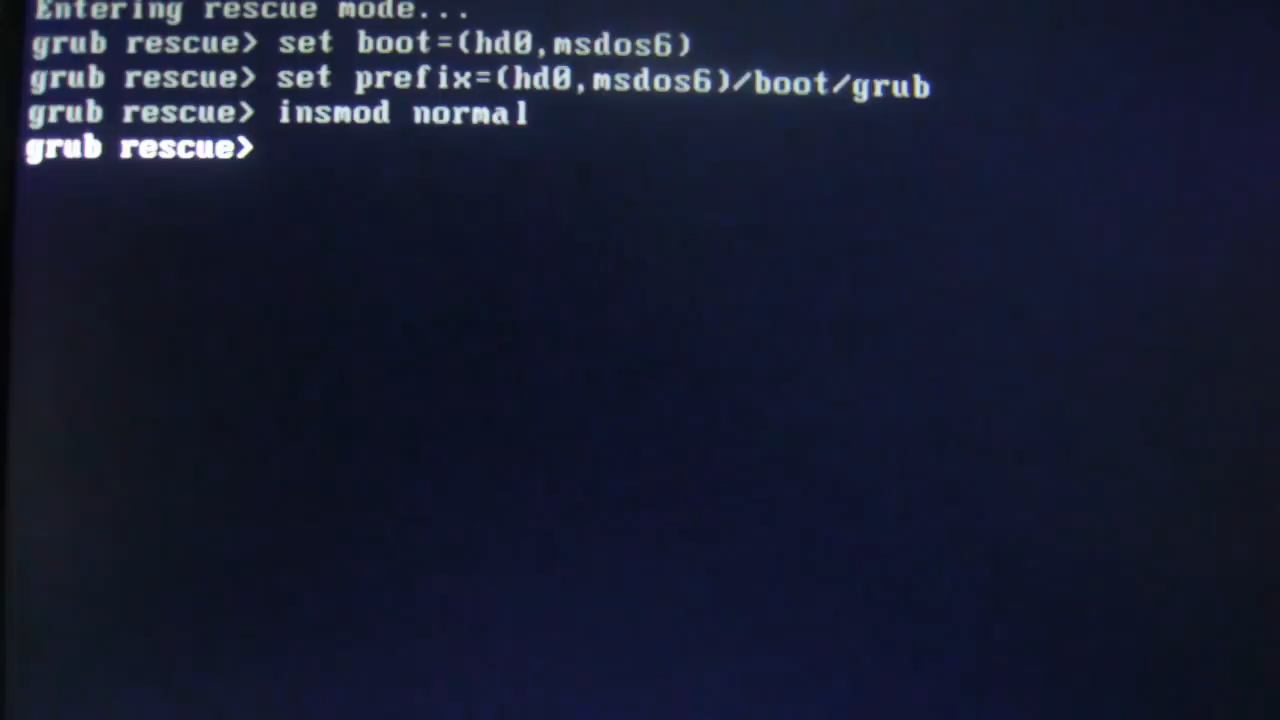 Entering rescue mode...
grub rescue> set boot=(hd0,msdos6)
grub rescue> set prefix=(hd0,msdos6)/boot/grub
grub rescue> insmod normal
grub rescue>